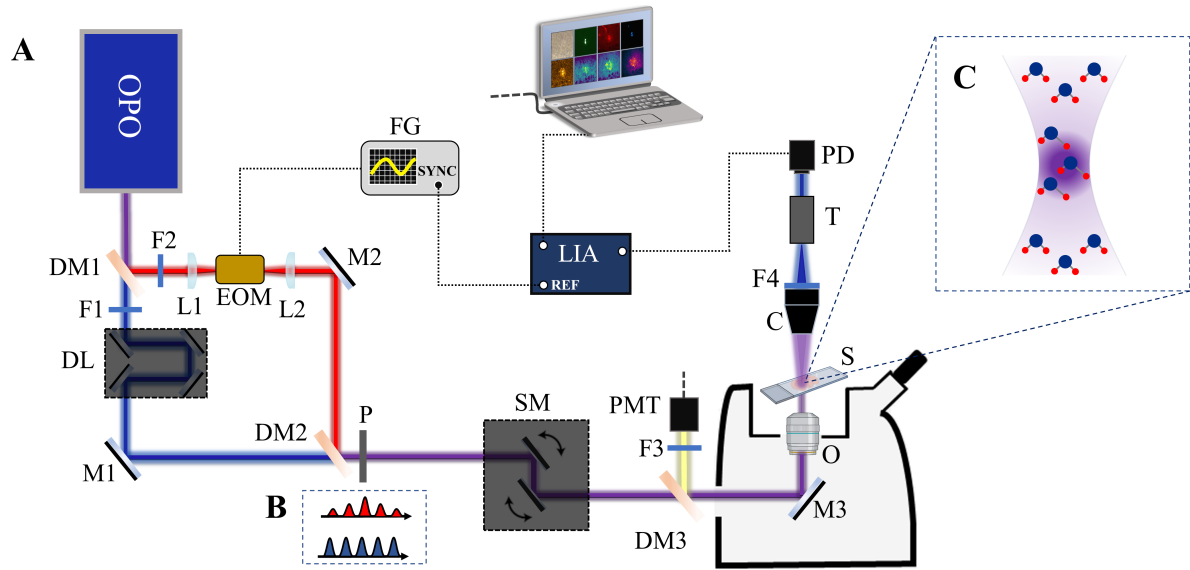 A
OPO
FG
SYNC
PD
C
T
F2
M2
DM1
LIA
REF
F4
EOM
L1
L2
F1
C
DL
S
SM
PMT
P
DM2
F3
O
M1
B
M3
DM3